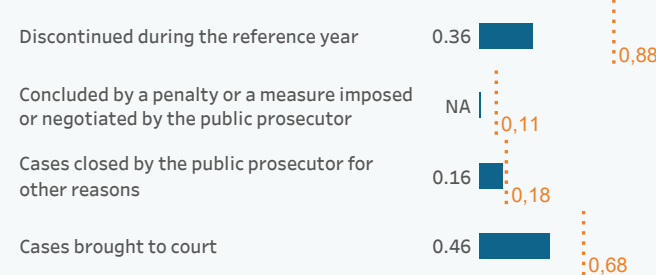 Discontinued during the reference year 0.36
0,88
Concluded by a penalty or a measure imposed
or negotiated by the public prosecutor NA
0,11
Cases closed by the public prosecutor for
other reasons 0.16
0,18
Cases brought to court 0.46
0,68